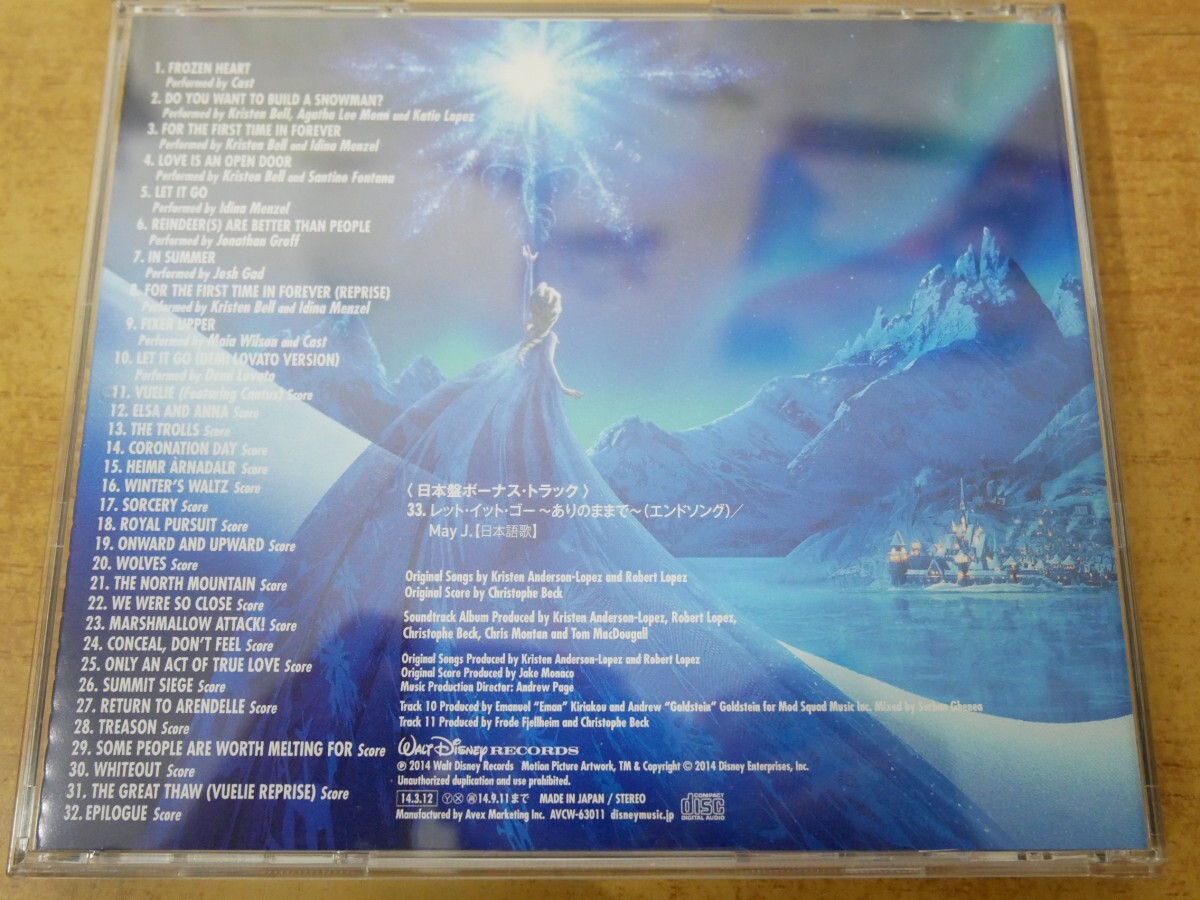 1. FROZEN HEART
Performed by Cast
2. DO YOU WANT TO BUILD A SNOWMAN?
Performed by Kristen Bell, Agatha Lee Monn and Katie Lopez
3. FOR THE FIRST TIME IN FOREVER
Performed by Kristen Bell and Idina Menzel
4. LOVE IS AN OPEN DOOR
Performed by Kristen Bell and Santino Fontana
5. LET IT GO
Performed by Idina Menzel
6. REINDEER(S) ARE BETTER THAN PEOPLE
Performed by Jonathan Groff
7. IN SUMMER
Performed by Josh Gad
8. FOR THE FIRST TIME IN FOREVER (REPRISE)
Performed by Kristen Bell and Idina Menzel
9. FIXER UPPER
Performed by Maia Wilson and Cast
10. LET IT GO (DEMI LOVATO VERSION)
Performed by Demi Lovato
11. VUELIE (Featuring Cantus) Score
12. ELSA AND ANNA Score
13. THE TROLLS Score
14. CORONATION DAY Score
15. HEIMR ÀRNADALR Score
16. WINTER'S WALTZ Score
17. SORCERY Score
18. ROYAL PURSUIT Score
19. ONWARD AND UPWARD Score
20. WOLVES Score
21. THE NORTH MOUNTAIN Score
22. WE WERE SO CLOSE Score
23. MARSHMALLOW ATTACK! Score
24. CONCEAL, DON'T FEEL Score
25. ONLY AN ACT OF TRUE LOVE Score
26. SUMMIT SIEGE Score
27. RETURN TO ARENDELLE Score
28. TREASON Score
29. SOME PEOPLE ARE WORTH MELTING FOR Score
30. WHITEOUT Score
31. THE GREAT THAW (VUELIE REPRISE) Score
32. EPILOGUE Score
〈日本盤ボーナス・トラック〉
33. レット・イット・ゴー~ありのままで~(エンドソング)/
May J.【日本語歌】
Original Songs by Kristen Anderson-Lopez and Robert Lopez
Original Score by Christophe Beck
Soundtrack Album Produced by Kristen Anderson-Lopez, Robert Lopez,
Christophe Beck, Chris Montan and Tom MacDougall
Original Songs Produced by Kristen Anderson-Lopez and Robert Lopez
Original Score Produced by Jake Monaco
Music Production Director: Andrew Page
Track 10 Produced by Emanuel "Eman" Kiriakou and Andrew "Goldstein" Goldstein for Mod Squad Music Inc. Mixed by Serban Ghenea
Track 11 Produced by Frode Fjellheim and Christophe Beck
WALT DISNEY RECORDS
℗ 2014 Walt Disney Records Motion Picture Artwork, TM & Copyright © 2014 Disney Enterprises, Inc.
Unauthorized duplication and use prohibited.
14.3.12 Ⓨ Ⓧ ㊢14.9.11まで MADE IN JAPAN / STEREO
Manufactured by Avex Marketing Inc. AVCW-63011 disneymusic.jp
COMPACT disc DIGITAL AUDIO